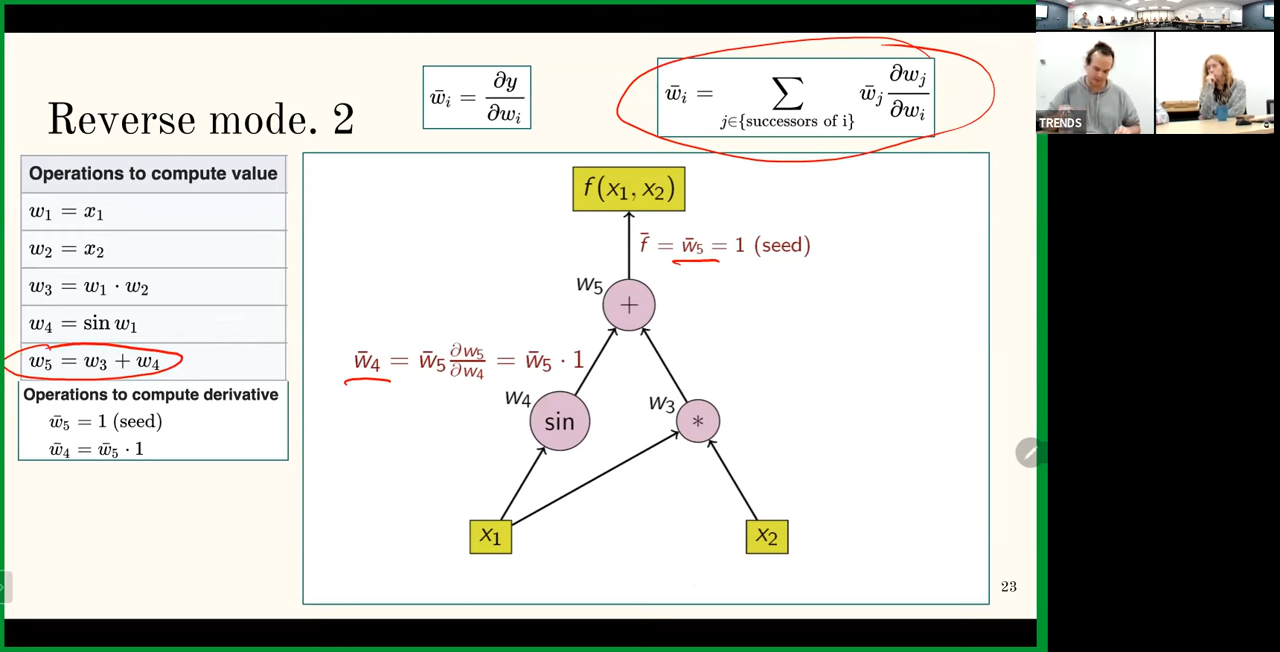 Reverse mode. 2
w̄ᵢ = ∂y/∂wᵢ
w̄ᵢ = ∑_{j∈{successors of i}} w̄ⱼ ∂wⱼ/∂wᵢ
TRENDS
Operations to compute value
w₁ = x₁
w₂ = x₂
w₃ = w₁ · w₂
w₄ = sin w₁
w₅ = w₃ + w₄
Operations to compute derivative
w̄₅ = 1 (seed)
w̄₄ = w̄₅ · 1
f(x₁, x₂)
f̄ = w̄₅ = 1 (seed)
w₅
+
w̄₄ = w̄₅ ∂w₅/∂w₄ = w̄₅ · 1
w₄
sin
w₃
*
x₁
x₂
23